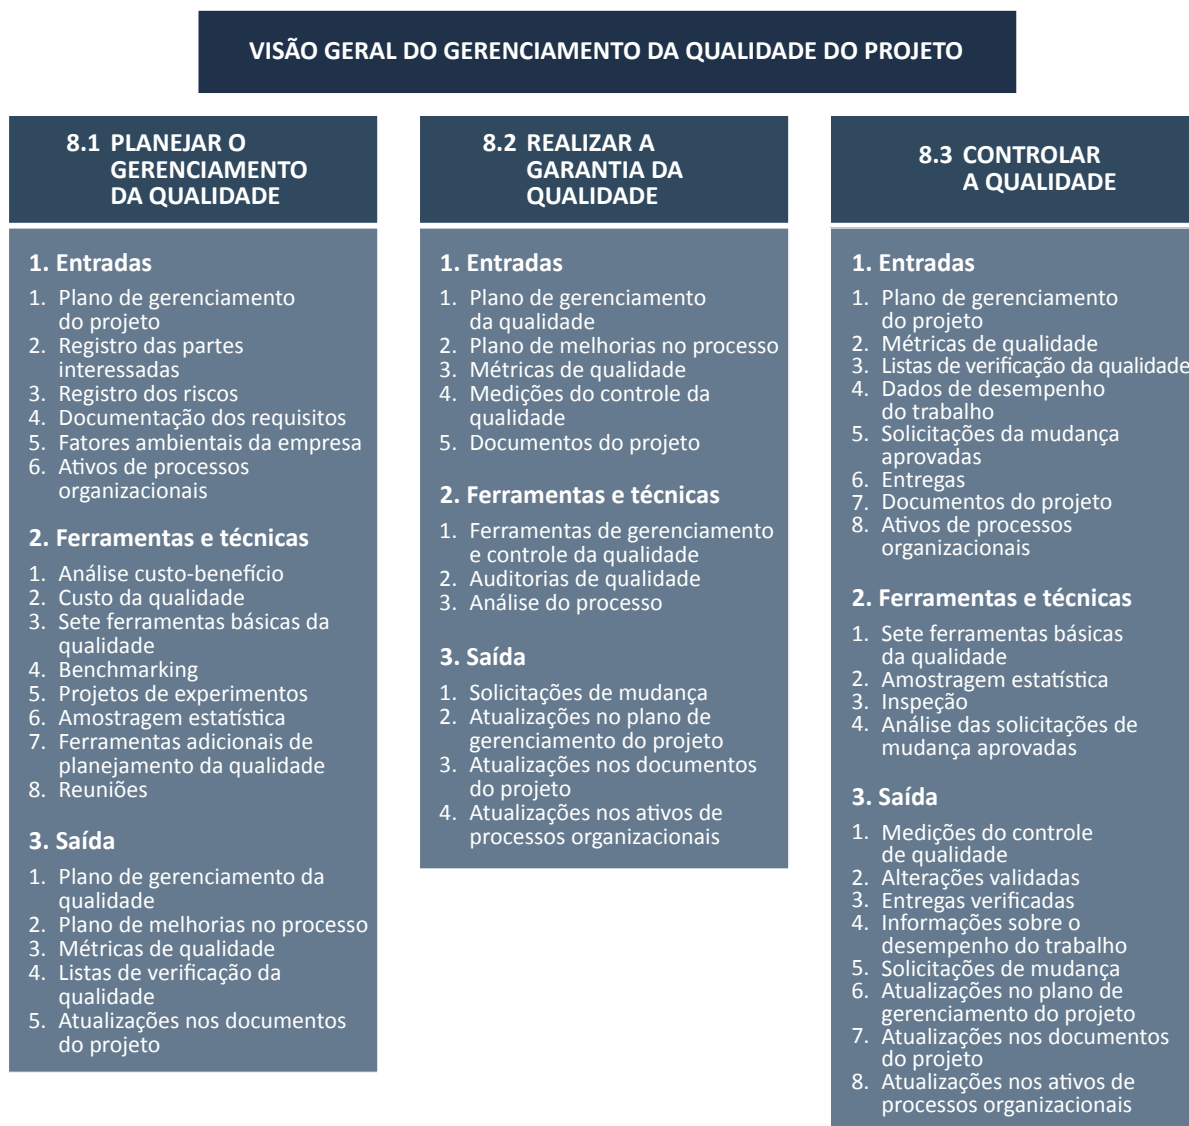 VISÃO GERAL DO GERENCIAMENTO DA QUALIDADE DO PROJETO
8.1 PLANEJAR O
GERENCIAMENTO
DA QUALIDADE
1. Entradas
1. Plano de gerenciamento
do projeto
2. Registro das partes
interessadas
3. Registro dos riscos
4. Documentação dos requisitos
5. Fatores ambientais da empresa
6. Ativos de processos
organizacionais
2. Ferramentas e técnicas
1. Análise custo-benefício
2. Custo da qualidade
3. Sete ferramentas básicas da
qualidade
4. Benchmarking
5. Projetos de experimentos
6. Amostragem estatística
7. Ferramentas adicionais de
planejamento da qualidade
8. Reuniões
3. Saída
1. Plano de gerenciamento da
qualidade
2. Plano de melhorias no processo
3. Métricas de qualidade
4. Listas de verificação da
qualidade
5. Atualizações nos documentos
do projeto
8.2 REALIZAR A
GARANTIA DA
QUALIDADE
1. Entradas
1. Plano de gerenciamento
da qualidade
2. Plano de melhorias no processo
3. Métricas de qualidade
4. Medições do controle da
qualidade
5. Documentos do projeto
2. Ferramentas e técnicas
1. Ferramentas de gerenciamento
e controle da qualidade
2. Auditorias de qualidade
3. Análise do processo
3. Saída
1. Solicitações de mudança
2. Atualizações no plano de
gerenciamento do projeto
3. Atualizações nos documentos
do projeto
4. Atualizações nos ativos de
processos organizacionais
8.3 CONTROLAR
A QUALIDADE
1. Entradas
1. Plano de gerenciamento
do projeto
2. Métricas de qualidade
3. Listas de verificação da qualidade
4. Dados de desempenho
do trabalho
5. Solicitações da mudança
aprovadas
6. Entregas
7. Documentos do projeto
8. Ativos de processos
organizacionais
2. Ferramentas e técnicas
1. Sete ferramentas básicas
da qualidade
2. Amostragem estatística
3. Inspeção
4. Análise das solicitações de
mudança aprovadas
3. Saída
1. Medições do controle
de qualidade
2. Alterações validadas
3. Entregas verificadas
4. Informações sobre o
desempenho do trabalho
5. Solicitações de mudança
6. Atualizações no plano de
gerenciamento do projeto
7. Atualizações nos documentos
do projeto
8. Atualizações nos ativos de
processos organizacionais